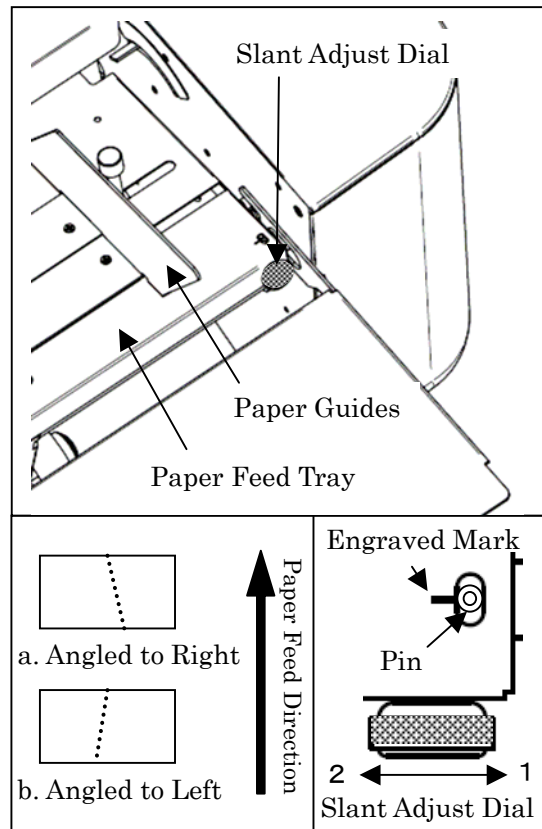 Slant Adjust Dial
Paper Guides
Paper Feed Tray
a. Angled to Right
b. Angled to Left
Paper Feed Direction
Engraved Mark
Pin
2 1
Slant Adjust Dial